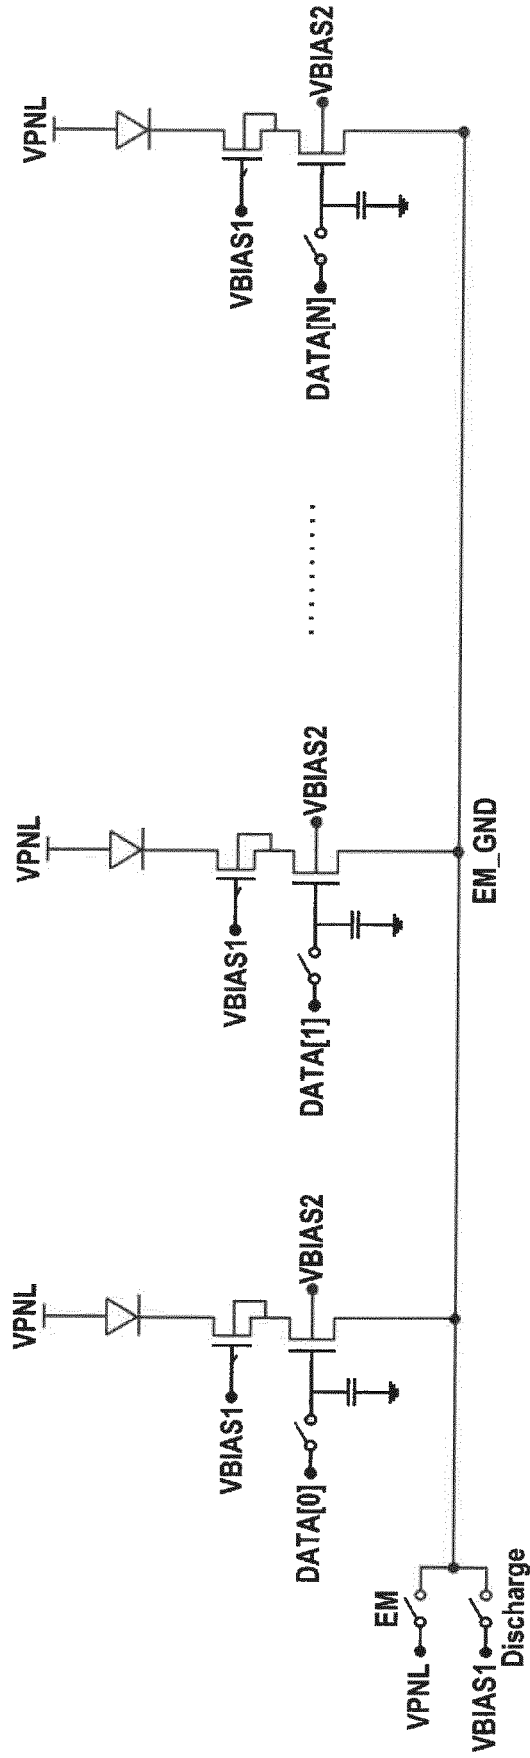 VPNL
VBIAS1
VBIAS2
DATA[0]
VPNL
VBIAS1
VBIAS2
DATA[1]
VPNL
VBIAS1
VBIAS2
DATA[N]
..........
EM
VPNL
VBIAS1
Discharge
EM_GND